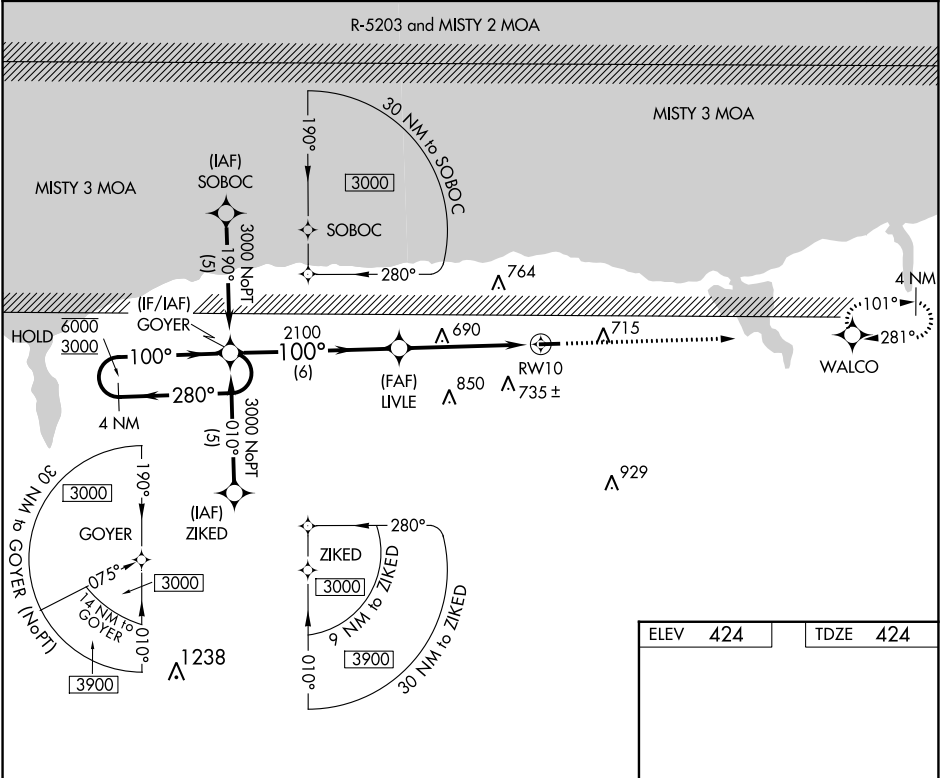 R-5203 and MISTY 2 MOA
MISTY 3 MOA
MISTY 3 MOA
(IAF)
SOBOC
3000 NoPT
190°
(5)
190°
30 NM to SOBOC
3000
SOBOC
280°
764
4 NM
101°
281°
WALCO
(IF/IAF)
GOYER
HOLD
6000
3000
100°
280°
4 NM
2100
100°
(6)
690
715
RW10
(FAF)
LIVLE
850
735 ±
3000 NoPT
010°
(5)
(IAF)
ZIKED
929
30 NM to GOYER (NoPT)
3000
190°
GOYER
075°
3000
14 NM to
GOYER
010°
3900
1238
280°
ZIKED
3000
9 NM to ZIKED
3900
30 NM to ZIKED
010°
ELEV 424
TDZE 424